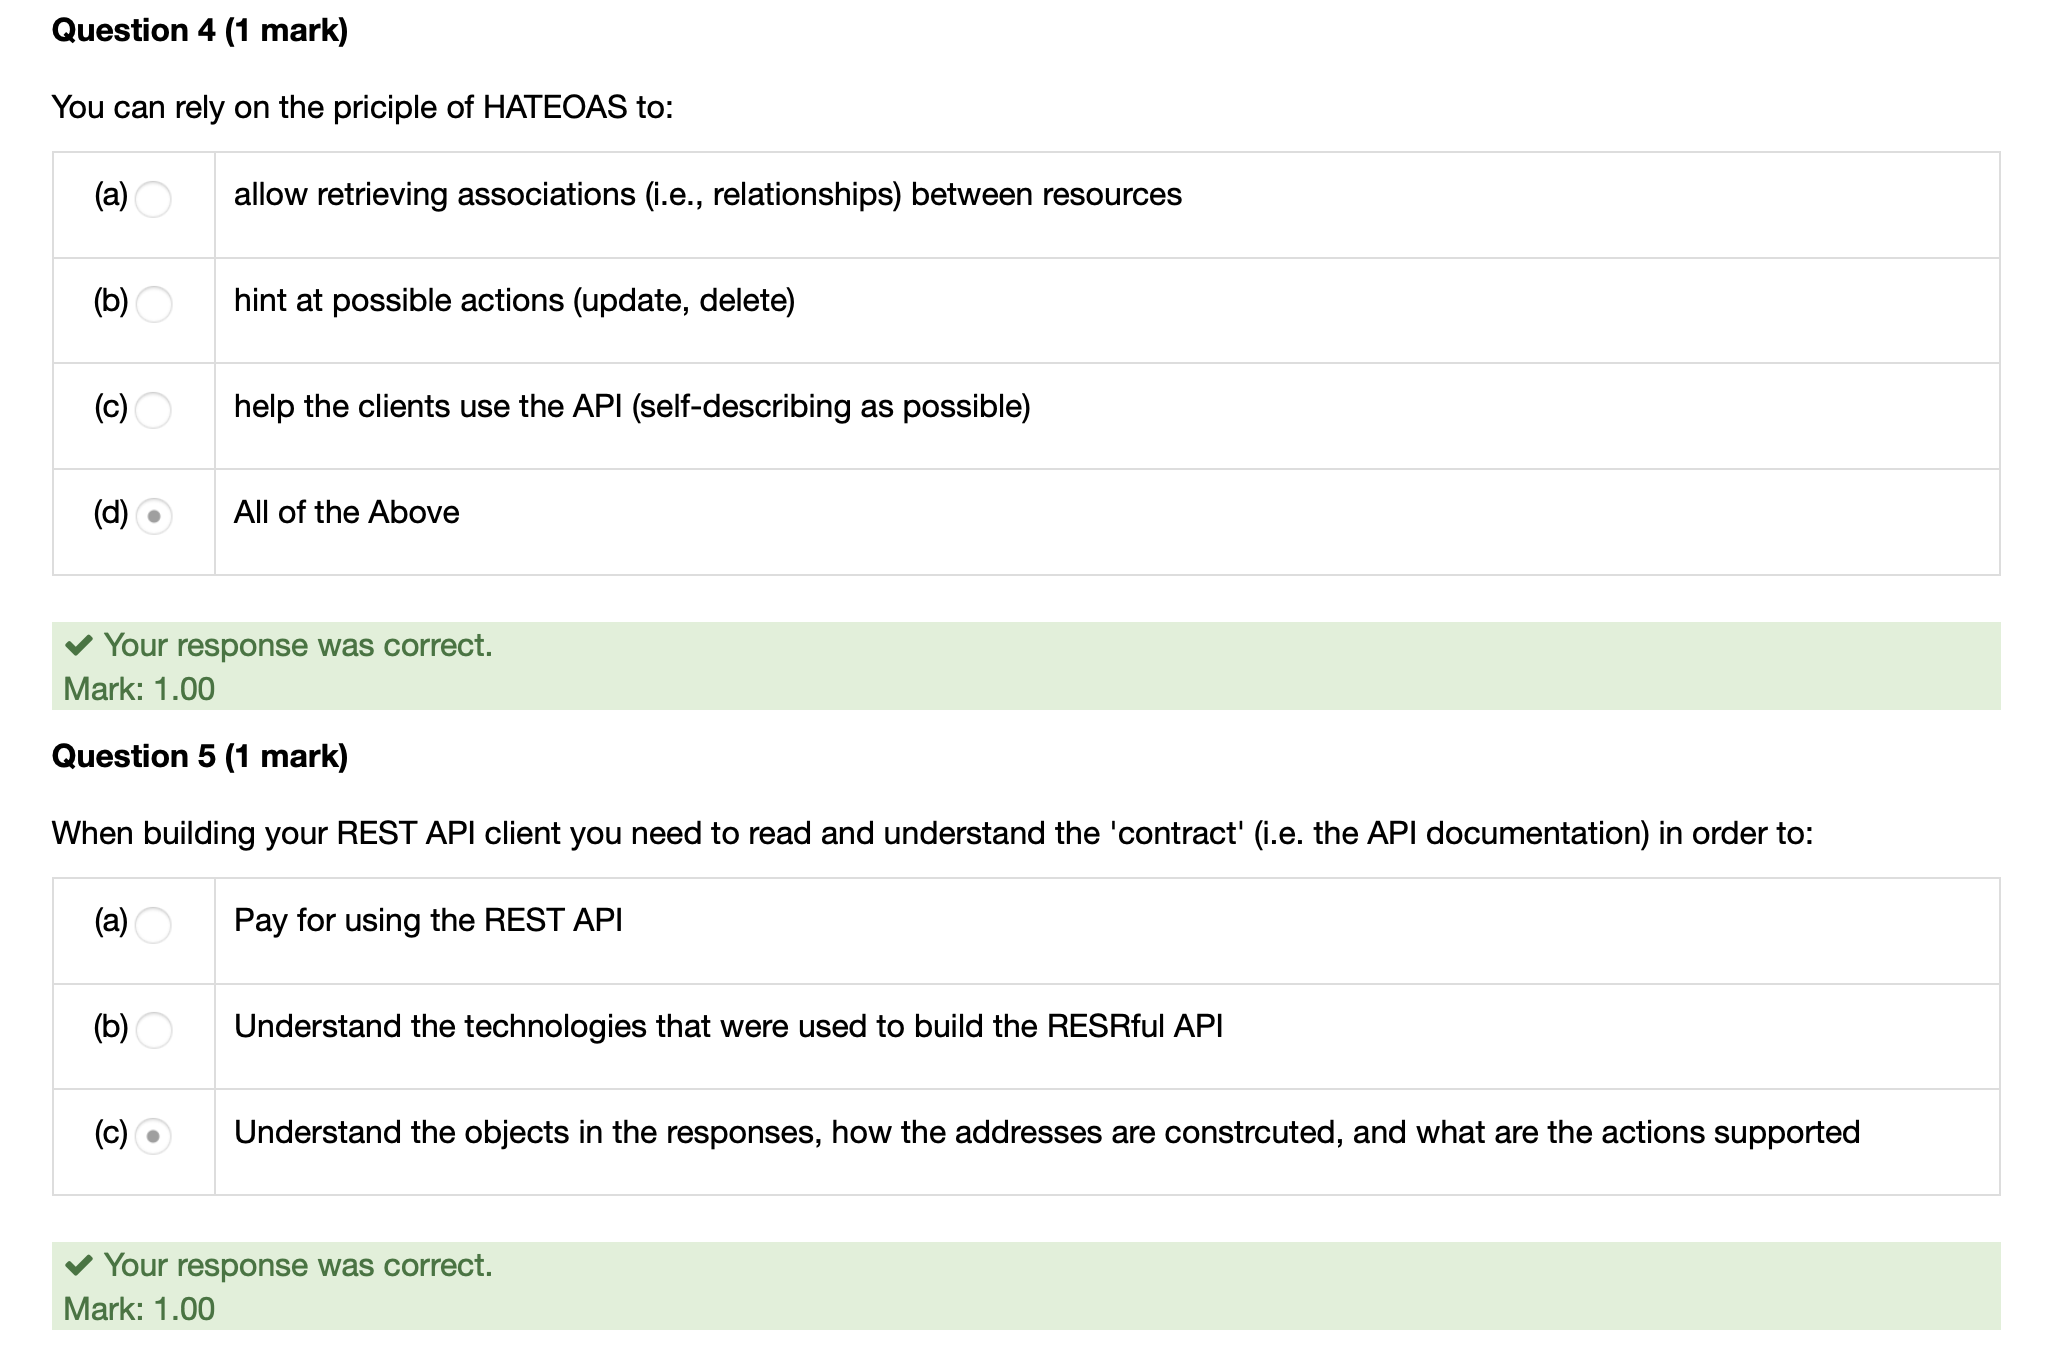 Question 4 (1 mark)
You can rely on the priciple of HATEOAS to:
(a) allow retrieving associations (i.e., relationships) between resources
(b) hint at possible actions (update, delete)
(c) help the clients use the API (self-describing as possible)
(d) All of the Above
✔ Your response was correct.
Mark: 1.00
Question 5 (1 mark)
When building your REST API client you need to read and understand the 'contract' (i.e. the API documentation) in order to:
(a) Pay for using the REST API
(b) Understand the technologies that were used to build the RESRful API
(c) Understand the objects in the responses, how the addresses are constrcuted, and what are the actions supported
✔ Your response was correct.
Mark: 1.00